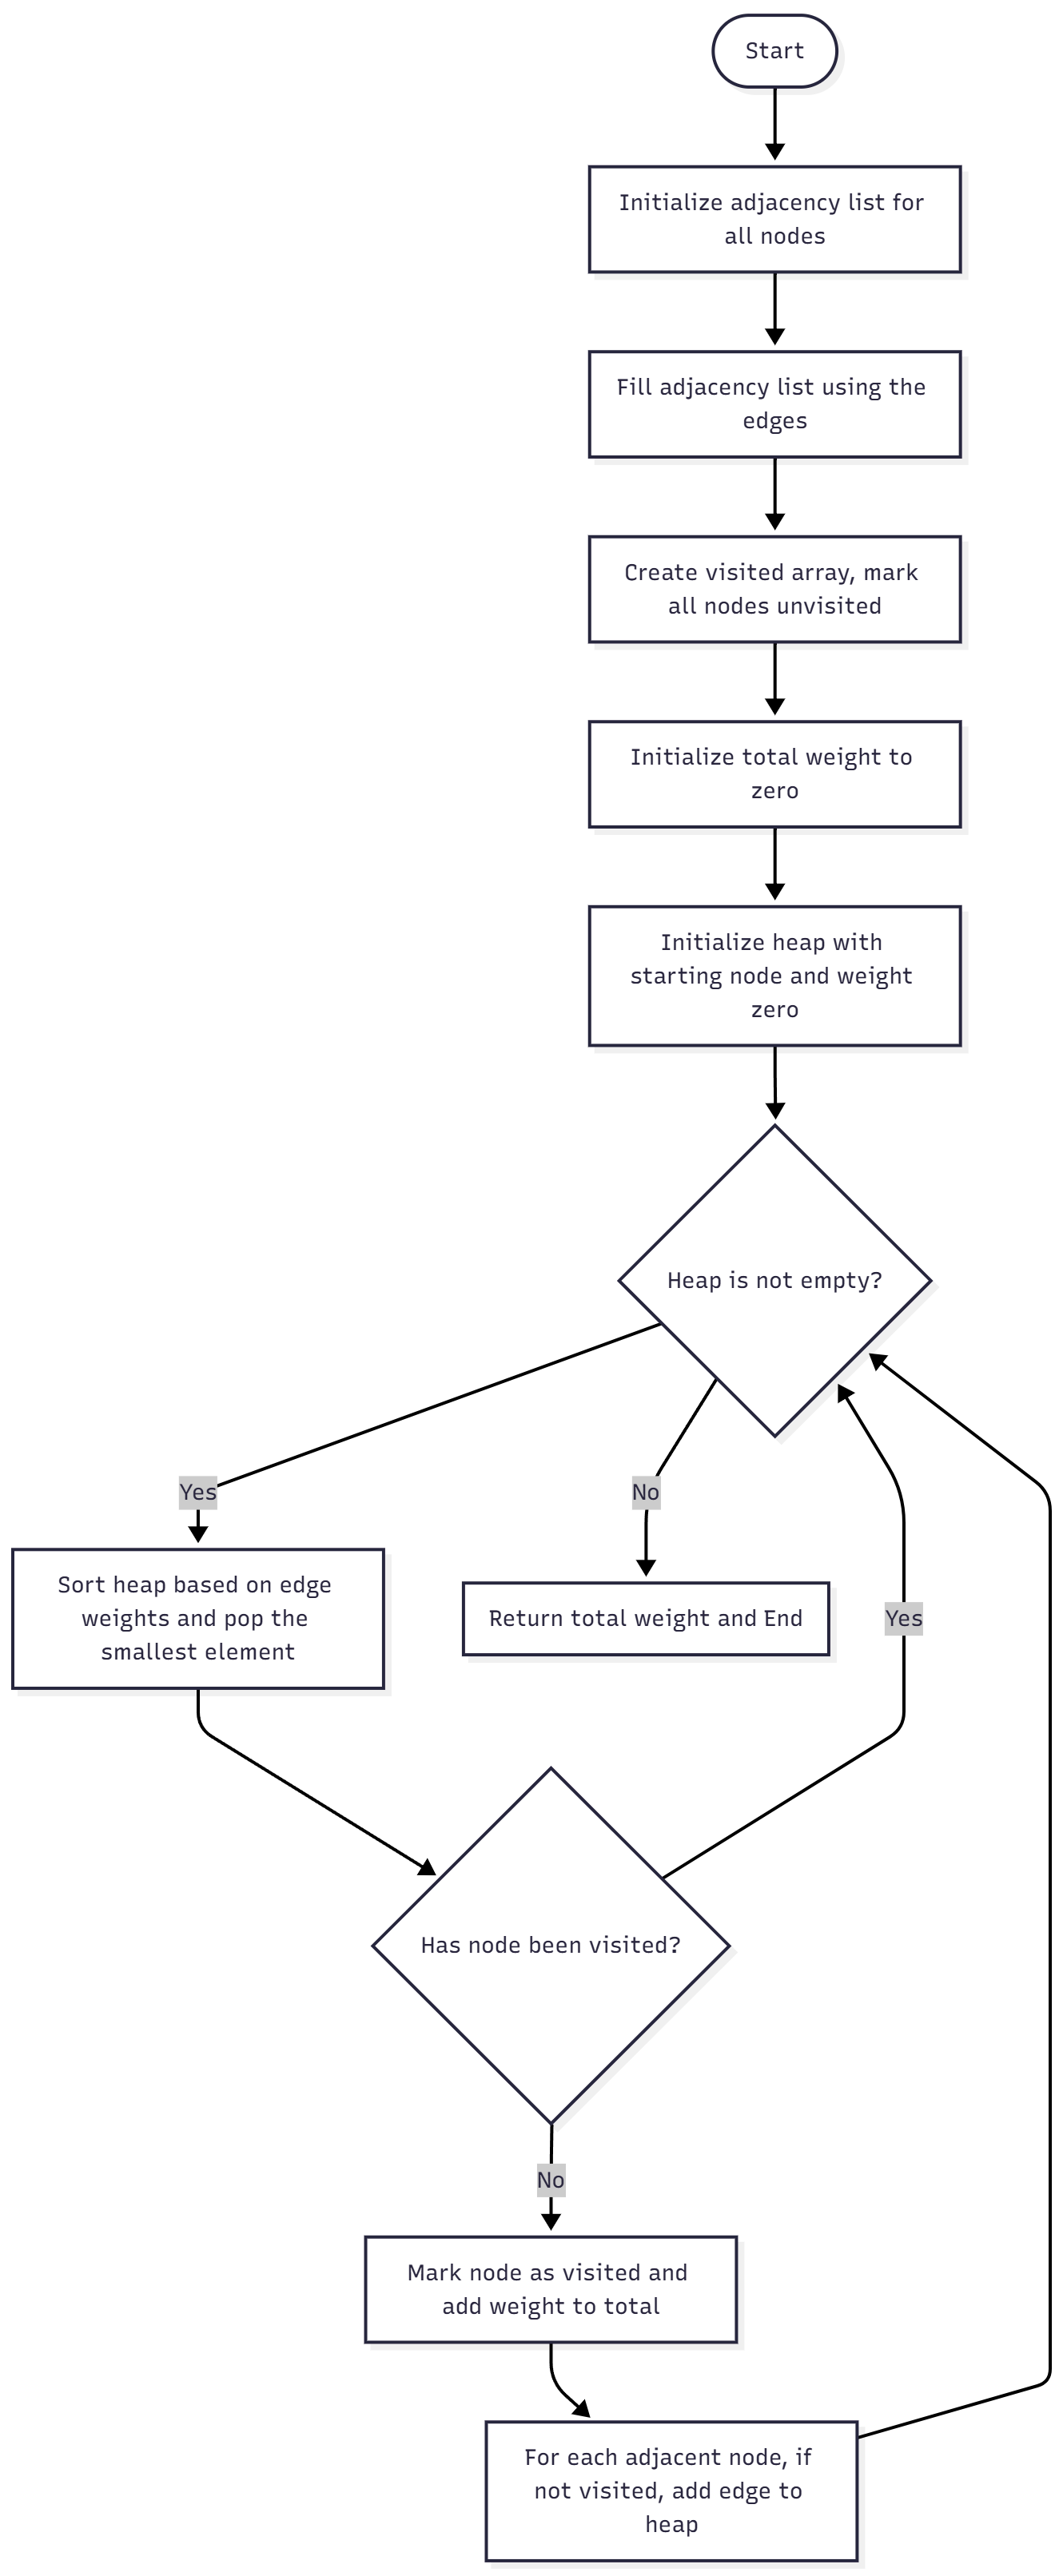 Start
Initialize adjacency list for
all nodes
Fill adjacency list using the
edges
Create visited array, mark
all nodes unvisited
Initialize total weight to
zero
Initialize heap with
starting node and weight
zero
Heap is not empty?
Yes
No
Sort heap based on edge
weights and pop the
smallest element
Return total weight and End
Yes
Has node been visited?
No
Mark node as visited and
add weight to total
For each adjacent node, if
not visited, add edge to
heap